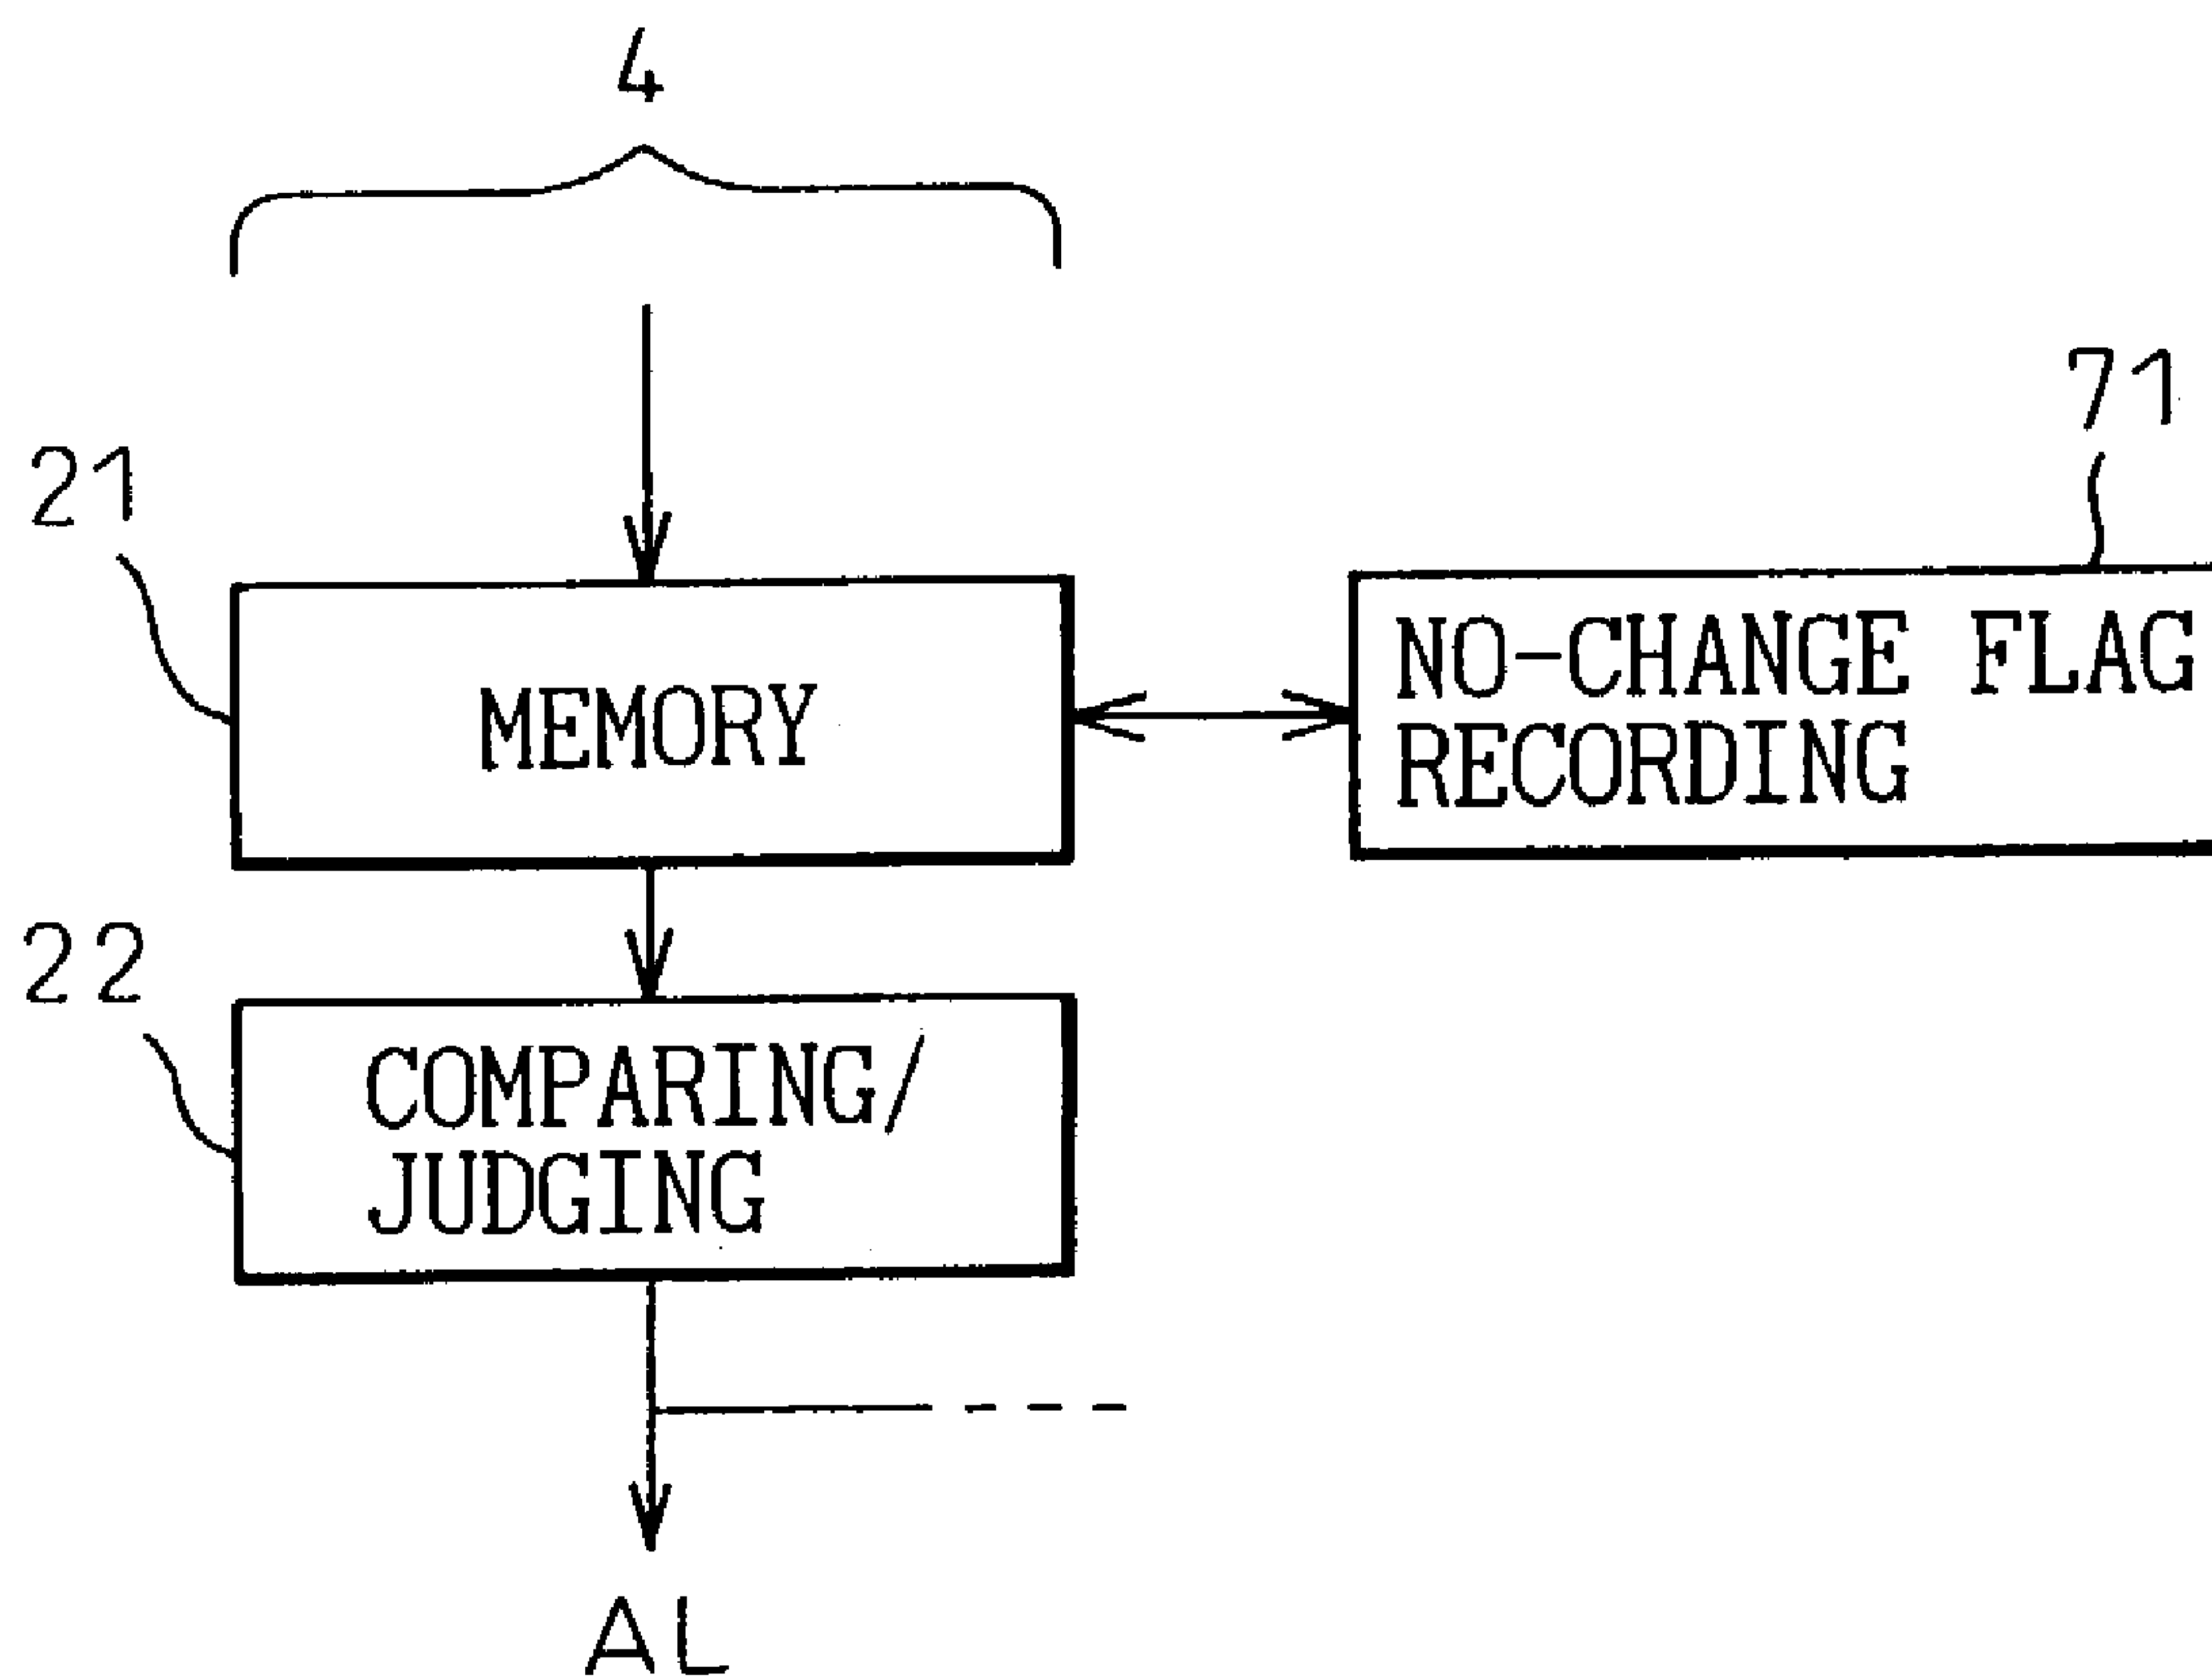 4
71
21
NO-CHANGE FLAG
RECORDING
MEMORY
22
COMPARING/
JUDGING
AL